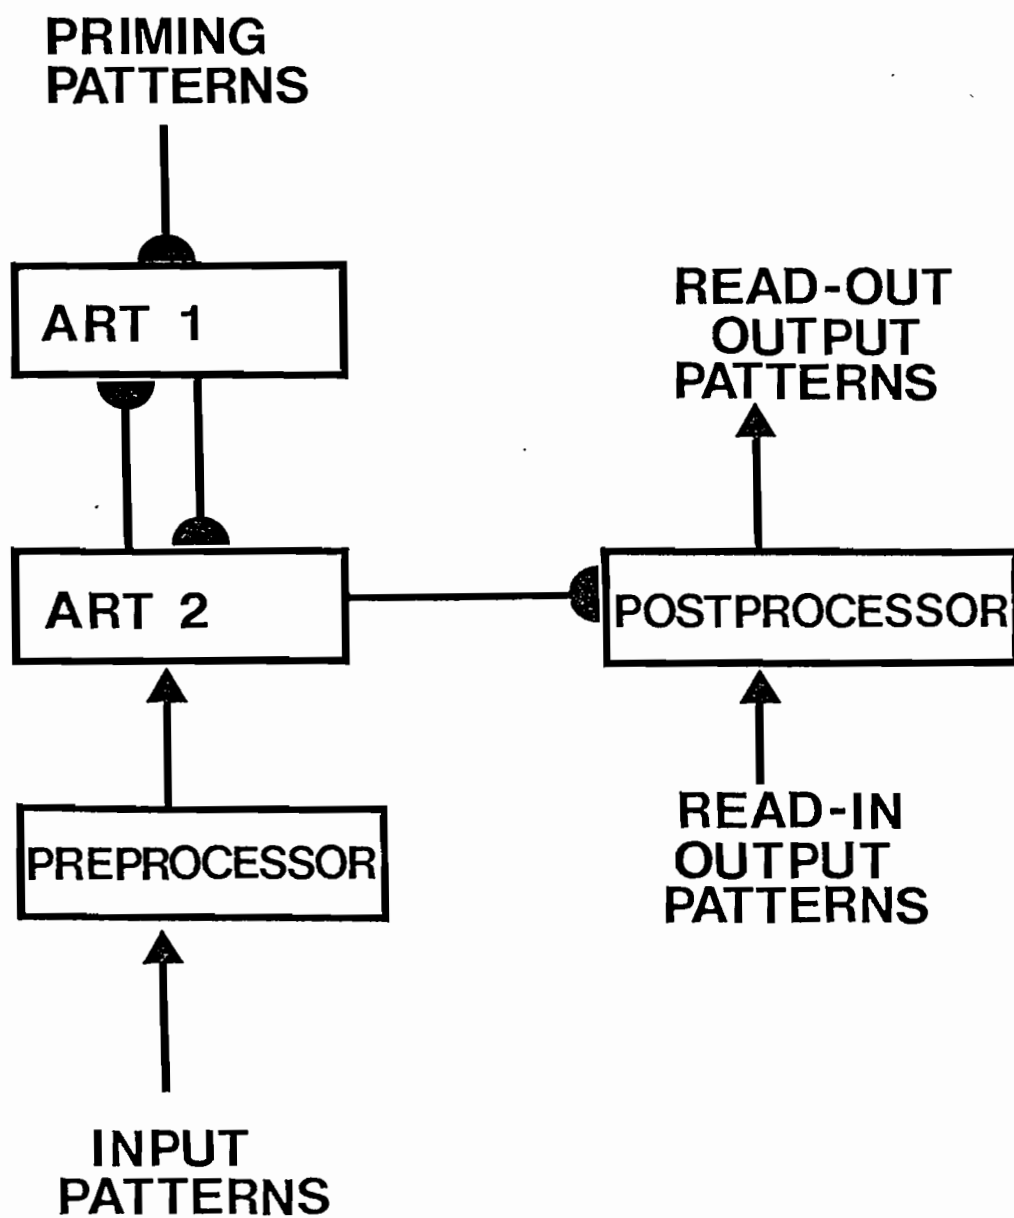 PRIMING
PATTERNS
ART 1
READ-OUT
OUTPUT
PATTERNS
ART 2
POSTPROCESSOR
PREPROCESSOR
READ-IN
OUTPUT
PATTERNS
INPUT
PATTERNS